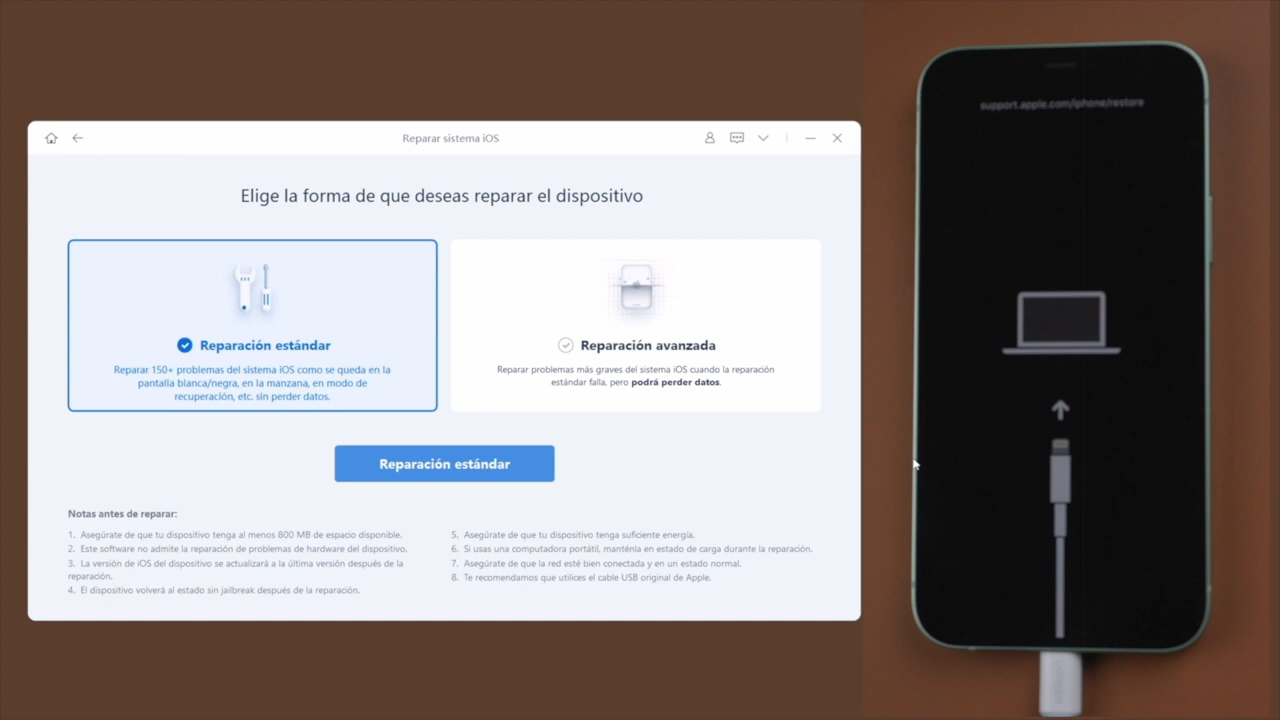 Reparar sistema iOS
Elige la forma de que deseas reparar el dispositivo
Reparación estándar
Reparar 150+ problemas del sistema iOS como se queda en la
pantalla blanca/negra, en la manzana, en modo de
recuperación, etc. sin perder datos.
Reparación avanzada
Reparar problemas más graves del sistema iOS cuando la reparación
estándar falla, pero podrá perder datos.
Reparación estándar
Notas antes de reparar:
1. Asegúrate de que tu dispositivo tenga al menos 800 MB de espacio disponible.
2. Este software no admite la reparación de problemas de hardware del dispositivo.
3. La versión de iOS del dispositivo se actualizará a la última versión después de la
reparación.
4. El dispositivo volverá al estado sin jailbreak después de la reparación.
5. Asegúrate de que tu dispositivo tenga suficiente energía.
6. Si usas una computadora portátil, manténla en estado de carga durante la reparación.
7. Asegúrate de que la red esté bien conectada y en un estado normal.
8. Te recomendamos que utilices el cable USB original de Apple.
support.apple.com/iphone/restore